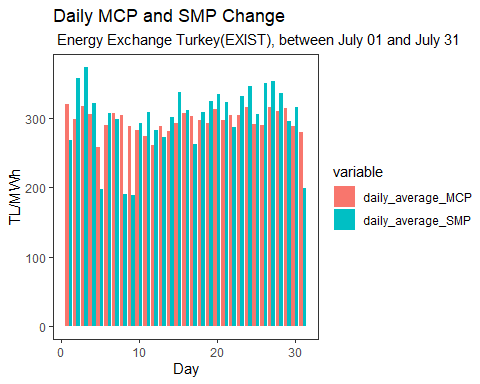 Daily MCP and SMP Change
Energy Exchange Turkey(EXIST), between July 01 and July 31
TL/MWh
300
200
100
0
0 10 20 30
Day
variable
daily_average_MCP
daily_average_SMP